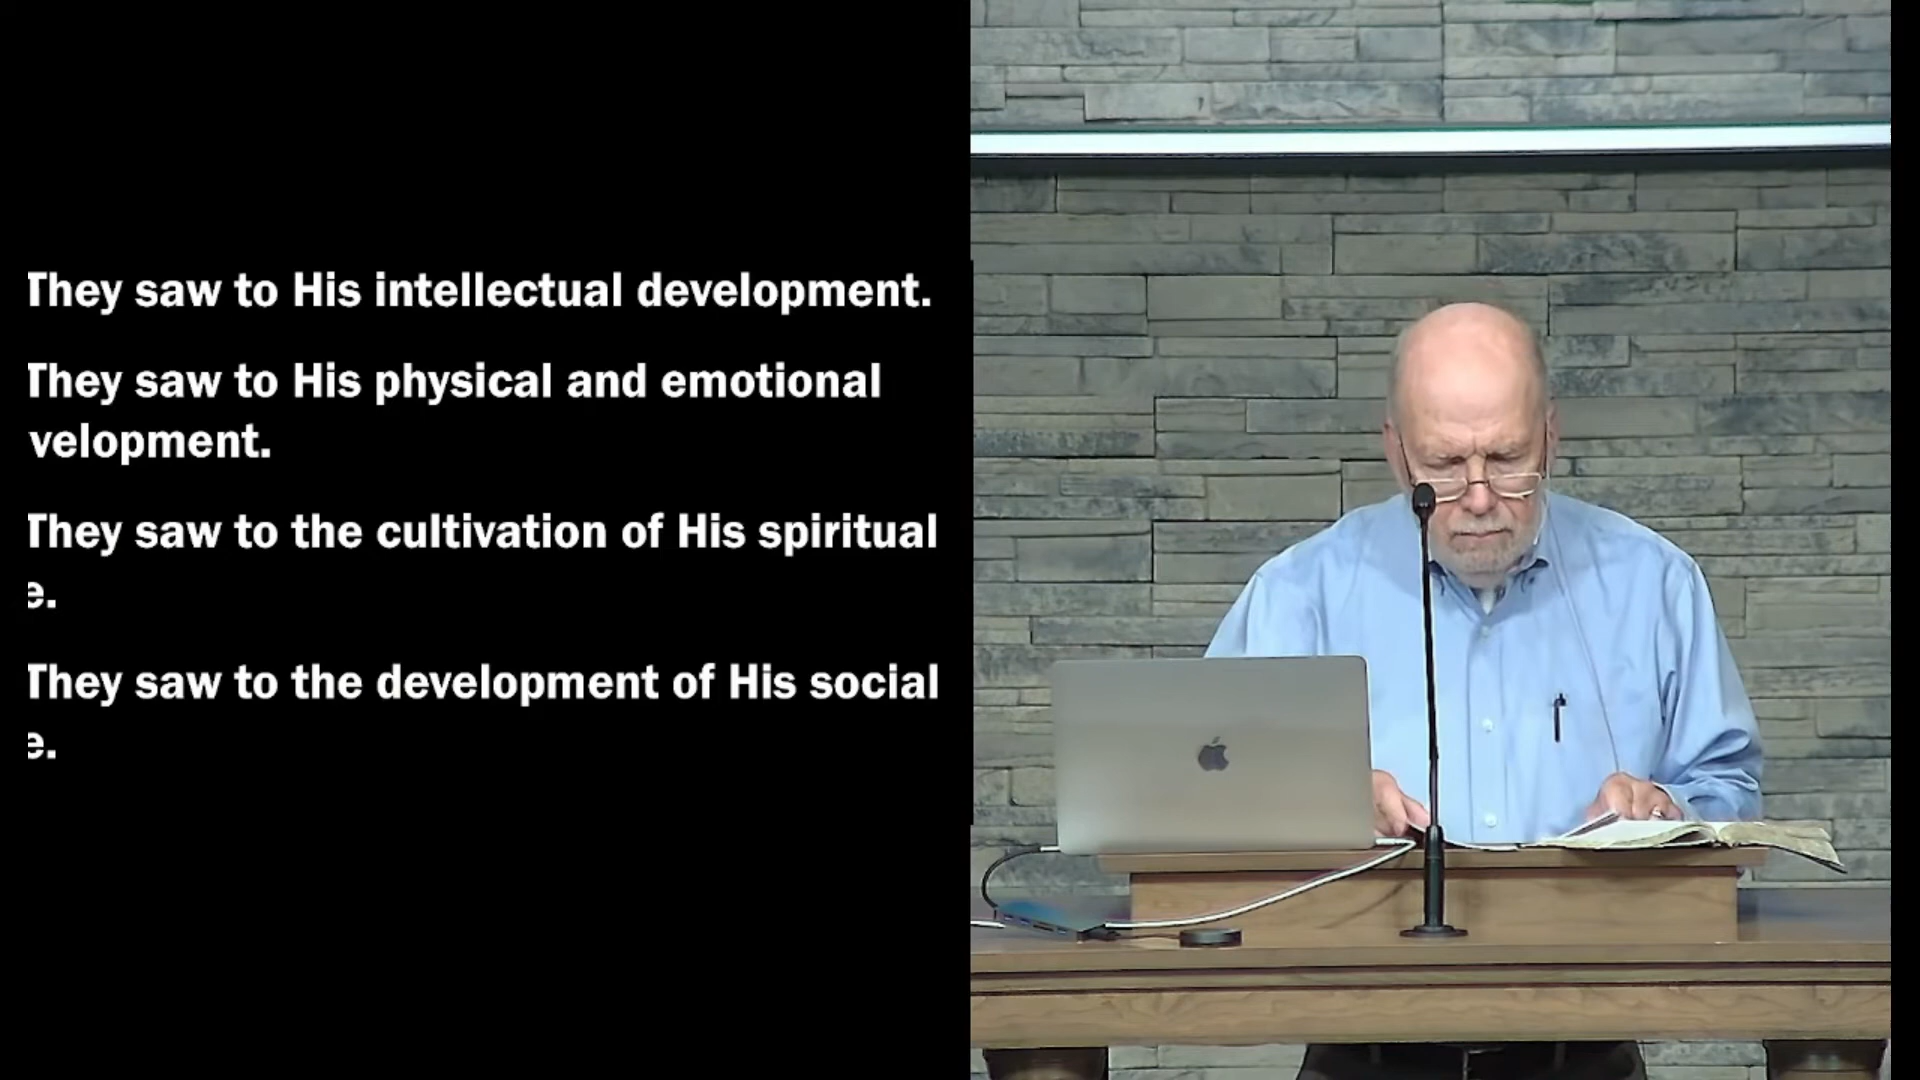 They saw to His intellectual development.
They saw to His physical and emotional
velopment.
They saw to the cultivation of His spiritual
e.
They saw to the development of His social
e.